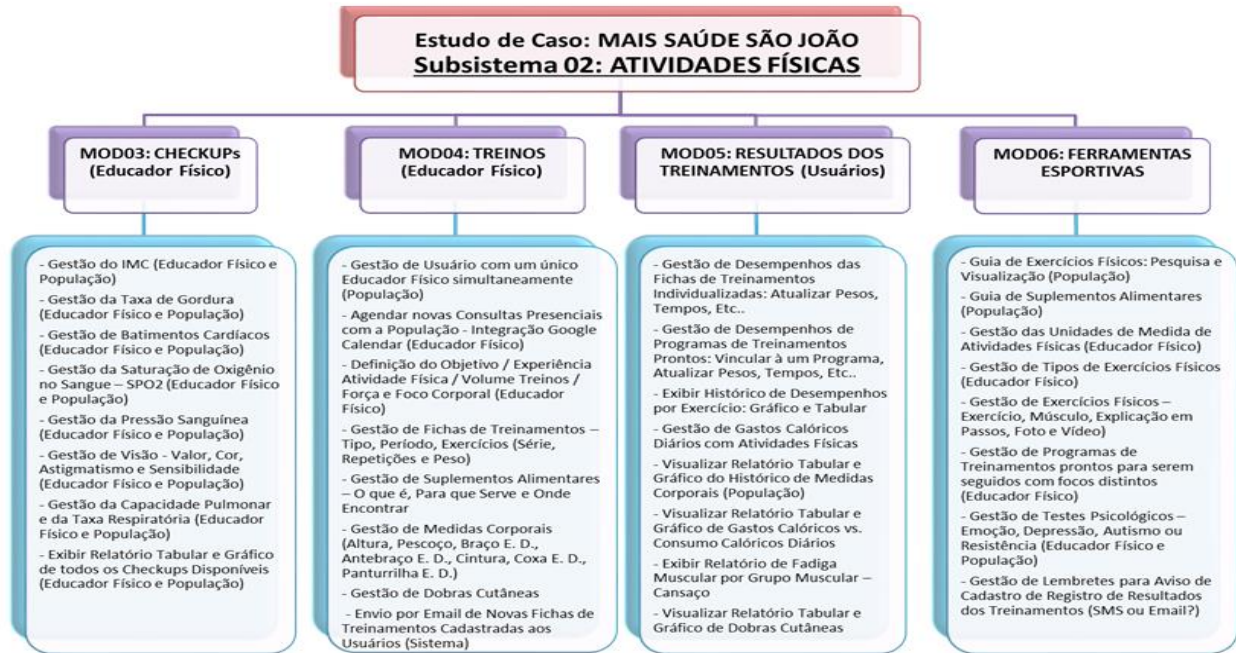 Estudo de Caso: MAIS SAÚDE SÃO JOÃO
Subsistema 02: ATIVIDADES FÍSICAS
MOD03: CHECKUPs
(Educador Físico)
- Gestão do IMC (Educador Físico e
População)
- Gestão da Taxa de Gordura
(Educador Físico e População)
- Gestão de Batimentos Cardíacos
(Educador Físico e População)
- Gestão da Saturação de Oxigênio
no Sangue – SPO2 (Educador Físico
e População)
- Gestão da Pressão Sanguínea
(Educador Físico e População)
- Gestão de Visão - Valor, Cor,
Astigmatismo e Sensibilidade
(Educador Físico e População)
- Gestão da Capacidade Pulmonar
e da Taxa Respiratória (Educador
Físico e População)
- Exibir Relatório Tabular e Gráfico
de todos os Checkups Disponíveis
(Educador Físico e População)
MOD04: TREINOS
(Educador Físico)
- Gestão de Usuário com um único
Educador Físico simultaneamente
(População)
- Agendar novas Consultas Presenciais
com a População - Integração Google
Calendar (Educador Físico)
- Definição do Objetivo / Experiência
Atividade Física / Volume Treinos /
Força e Foco Corporal (Educador
Físico)
- Gestão de Fichas de Treinamentos –
Tipo, Período, Exercícios (Série,
Repetições e Peso)
- Gestão de Suplementos Alimentares
– O que é, Para que Serve e Onde
Encontrar
- Gestão de Medidas Corporais
(Altura, Pescoço, Braço E. D.,
Antebraço E. D., Cintura, Coxa E. D.,
Panturrilha E. D.)
- Gestão de Dobras Cutâneas
- Envio por Email de Novas Fichas de
Treinamentos Cadastradas aos
Usuários (Sistema)
MOD05: RESULTADOS DOS
TREINAMENTOS (Usuários)
- Gestão de Desempenhos das
Fichas de Treinamentos
Individualizadas: Atualizar Pesos,
Tempos, Etc..
- Gestão de Desempenhos de
Programas de Treinamentos
Prontos: Vincular à um Programa,
Atualizar Pesos, Tempos, Etc..
- Exibir Histórico de Desempenhos
por Exercício: Gráfico e Tabular
- Gestão de Gastos Calóricos
Diários com Atividades Físicas
- Visualizar Relatório Tabular e
Gráfico do Histórico de Medidas
Corporais (População)
- Visualizar Relatório Tabular e
Gráfico de Gastos Calóricos vs.
Consumo Calóricos Diários
- Exibir Relatório de Fadiga
Muscular por Grupo Muscular –
Cansaço
- Visualizar Relatório Tabular e
Gráfico de Dobras Cutâneas
MOD06: FERRAMENTAS
ESPORTIVAS
- Guia de Exercícios Físicos: Pesquisa e
Visualização (População)
- Guia de Suplementos Alimentares
(População)
- Gestão das Unidades de Medida de
Atividades Físicas (Educador Físico)
- Gestão de Tipos de Exercícios Físicos
(Educador Físico)
- Gestão de Exercícios Físicos –
Exercício, Músculo, Explicação em
Passos, Foto e Vídeo)
- Gestão de Programas de
Treinamentos prontos para serem
seguidos com focos distintos
(Educador Físico)
- Gestão de Testes Psicológicos –
Emoção, Depressão, Autismo ou
Resistência (Educador Físico e
População)
- Gestão de Lembretes para Aviso de
Cadastro de Registro de Resultados
dos Treinamentos (SMS ou Email?)